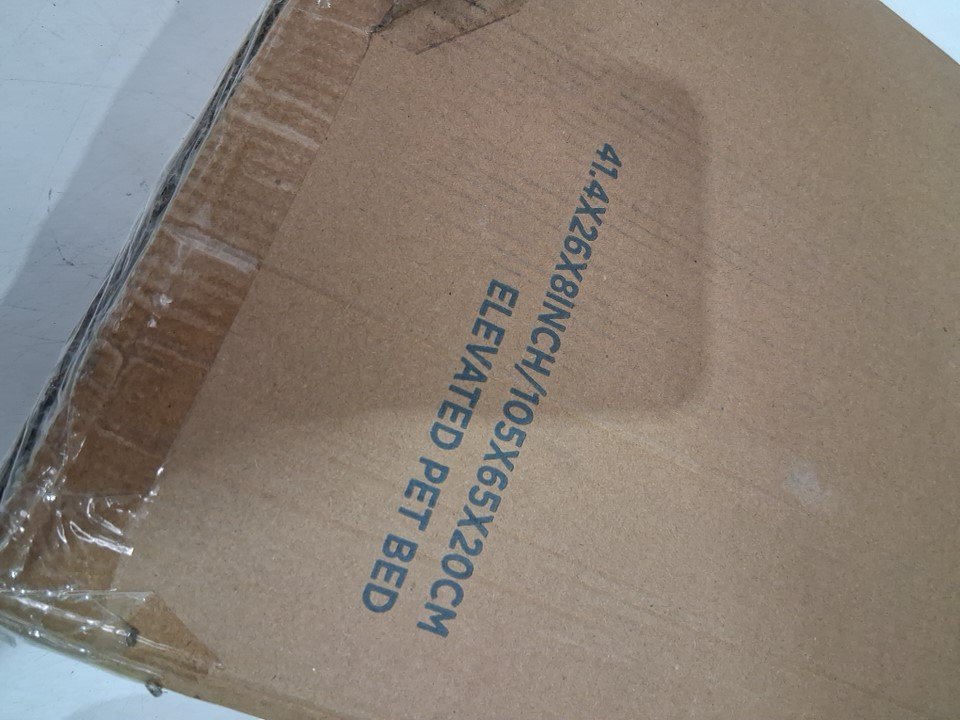 41.4X26X8INCH/105X65X20CM
ELEVATED PET BED